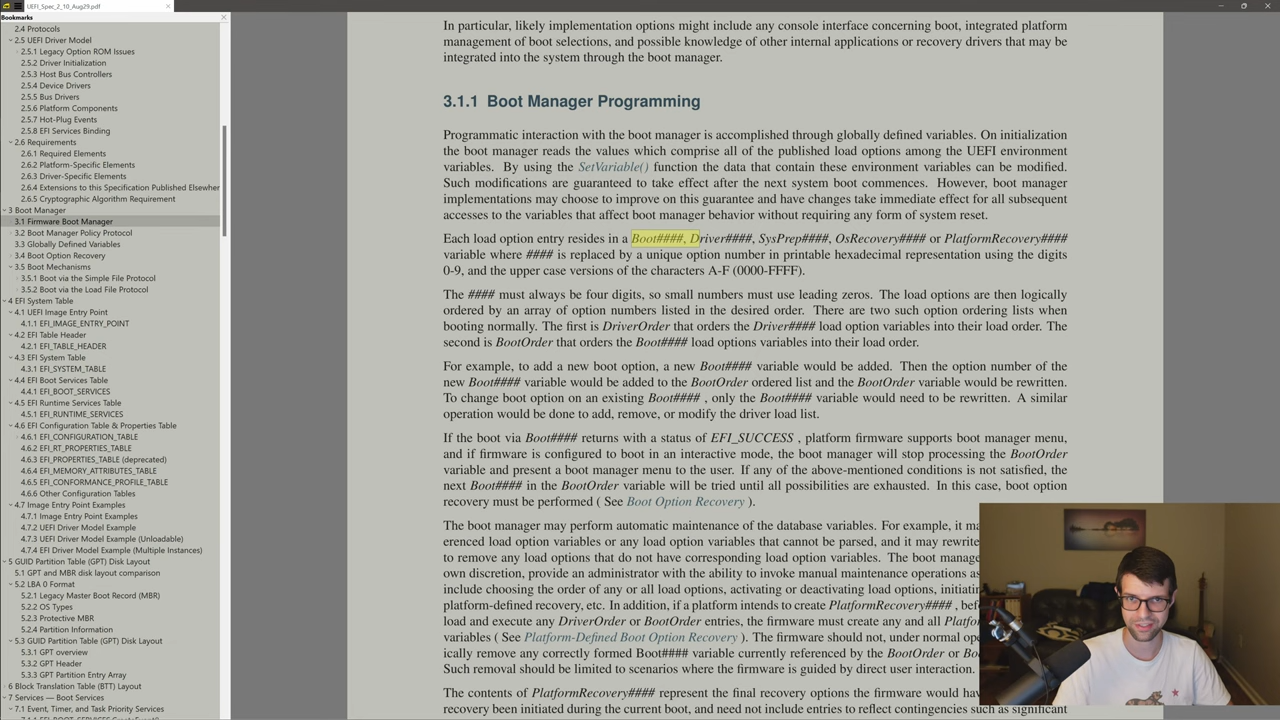 UEFI_Spec_2_10_Aug29.pdf
Bookmarks
2.4 Protocols
2.5 UEFI Driver Model
2.5.1 Legacy Option ROM Issues
2.5.2 Driver Initialization
2.5.3 Host Bus Controllers
2.5.4 Device Drivers
2.5.5 Bus Drivers
2.5.6 Platform Components
2.5.7 Hot-Plug Events
2.5.8 EFI Services Binding
2.6 Requirements
2.6.1 Required Elements
2.6.2 Platform-Specific Elements
2.6.3 Driver-Specific Elements
2.6.4 Extensions to this Specification Published Elsewher
2.6.5 Cryptographic Algorithm Requirement
3 Boot Manager
3.1 Firmware Boot Manager
3.2 Boot Manager Policy Protocol
3.3 Globally Defined Variables
3.4 Boot Option Recovery
3.5 Boot Mechanisms
3.5.1 Boot via the Simple File Protocol
3.5.2 Boot via the Load File Protocol
4 EFI System Table
4.1 UEFI Image Entry Point
4.1.1 EFI_IMAGE_ENTRY_POINT
4.2 EFI Table Header
4.2.1 EFI_TABLE_HEADER
4.3 EFI System Table
4.3.1 EFI_SYSTEM_TABLE
4.4 EFI Boot Services Table
4.4.1 EFI_BOOT_SERVICES
4.5 EFI Runtime Services Table
4.5.1 EFI_RUNTIME_SERVICES
4.6 EFI Configuration Table & Properties Table
4.6.1 EFI_CONFIGURATION_TABLE
4.6.2 EFI_RT_PROPERTIES_TABLE
4.6.3 EFI_PROPERTIES_TABLE (deprecated)
4.6.4 EFI_MEMORY_ATTRIBUTES_TABLE
4.6.5 EFI_CONFORMANCE_PROFILE_TABLE
4.6.6 Other Configuration Tables
4.7 Image Entry Point Examples
4.7.1 Image Entry Point Examples
4.7.2 UEFI Driver Model Example
4.7.3 UEFI Driver Model Example (Unloadable)
4.7.4 EFI Driver Model Example (Multiple Instances)
5 GUID Partition Table (GPT) Disk Layout
5.1 GPT and MBR disk layout comparison
5.2 LBA 0 Format
5.2.1 Legacy Master Boot Record (MBR)
5.2.2 OS Types
5.2.3 Protective MBR
5.2.4 Partition Information
5.3 GUID Partition Table (GPT) Disk Layout
5.3.1 GPT overview
5.3.2 GPT Header
5.3.3 GPT Partition Entry Array
6 Block Translation Table (BTT) Layout
7 Services — Boot Services
7.1 Event, Timer, and Task Priority Services
In particular, likely implementation options might include any console interface concerning boot, integrated platform
management of boot selections, and possible knowledge of other internal applications or recovery drivers that may be
integrated into the system through the boot manager.
3.1.1 Boot Manager Programming
Programmatic interaction with the boot manager is accomplished through globally defined variables. On initialization
the boot manager reads the values which comprise all of the published load options among the UEFI environment
variables. By using the SetVariable() function the data that contain these environment variables can be modified.
Such modifications are guaranteed to take effect after the next system boot commences. However, boot manager
implementations may choose to improve on this guarantee and have changes take immediate effect for all subsequent
accesses to the variables that affect boot manager behavior without requiring any form of system reset.
Each load option entry resides in a Boot####, Driver####, SysPrep####, OsRecovery#### or PlatformRecovery####
variable where #### is replaced by a unique option number in printable hexadecimal representation using the digits
0-9, and the upper case versions of the characters A-F (0000-FFFF).
The #### must always be four digits, so small numbers must use leading zeros. The load options are then logically
ordered by an array of option numbers listed in the desired order. There are two such option ordering lists when
booting normally. The first is DriverOrder that orders the Driver#### load option variables into their load order. The
second is BootOrder that orders the Boot#### load options variables into their load order.
For example, to add a new boot option, a new Boot#### variable would be added. Then the option number of the
new Boot#### variable would be added to the BootOrder ordered list and the BootOrder variable would be rewritten.
To change boot option on an existing Boot#### , only the Boot#### variable would need to be rewritten. A similar
operation would be done to add, remove, or modify the driver load list.
If the boot via Boot#### returns with a status of EFI_SUCCESS , platform firmware supports boot manager menu,
and if firmware is configured to boot in an interactive mode, the boot manager will stop processing the BootOrder
variable and present a boot manager menu to the user. If any of the above-mentioned conditions is not satisfied, the
next Boot#### in the BootOrder variable will be tried until all possibilities are exhausted. In this case, boot option
recovery must be performed ( See Boot Option Recovery ).
The boot manager may perform automatic maintenance of the database variables. For example, it ma
erenced load option variables or any load option variables that cannot be parsed, and it may rewrite
to remove any load options that do not have corresponding load option variables. The boot manag
own discretion, provide an administrator with the ability to invoke manual maintenance operations as
include choosing the order of any or all load options, activating or deactivating load options, initiatin
platform-defined recovery, etc. In addition, if a platform intends to create PlatformRecovery#### , bef
load and execute any DriverOrder or BootOrder entries, the firmware must create any and all Platfo
variables ( See Platform-Defined Boot Option Recovery ). The firmware should not, under normal ope
ically remove any correctly formed Boot#### variable currently referenced by the BootOrder or Bo
Such removal should be limited to scenarios where the firmware is guided by direct user interaction.
The contents of PlatformRecovery#### represent the final recovery options the firmware would hav
recovery been initiated during the current boot, and need not include entries to reflect contingencies such as significant